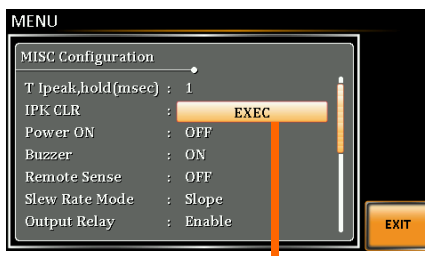 MENU
MISC Configuration
T Ipeak,hold(msec) : 1
IPK CLR : EXEC
Power ON : OFF
Buzzer : ON
Remote Sense : OFF
Slew Rate Mode : Slope
Output Relay : Enable
EXIT